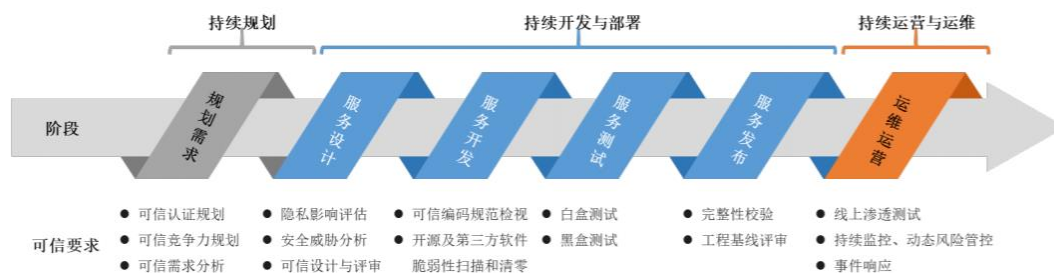 持续规划
持续开发与部署
持续运营与运维
阶段
规划需求
服务设计
服务开发
服务测试
服务发布
运维运营
可信要求
● 可信认证规划
● 可信竞争力规划
● 可信需求分析
● 隐私影响评估
● 安全威胁分析
● 可信设计与评审
● 可信编码规范检视
● 开源及第三方软件
脆弱性扫描和清零
● 白盒测试
● 黑盒测试
● 完整性校验
● 工程基线评审
● 线上渗透测试
● 持续监控、动态风险管控
● 事件响应